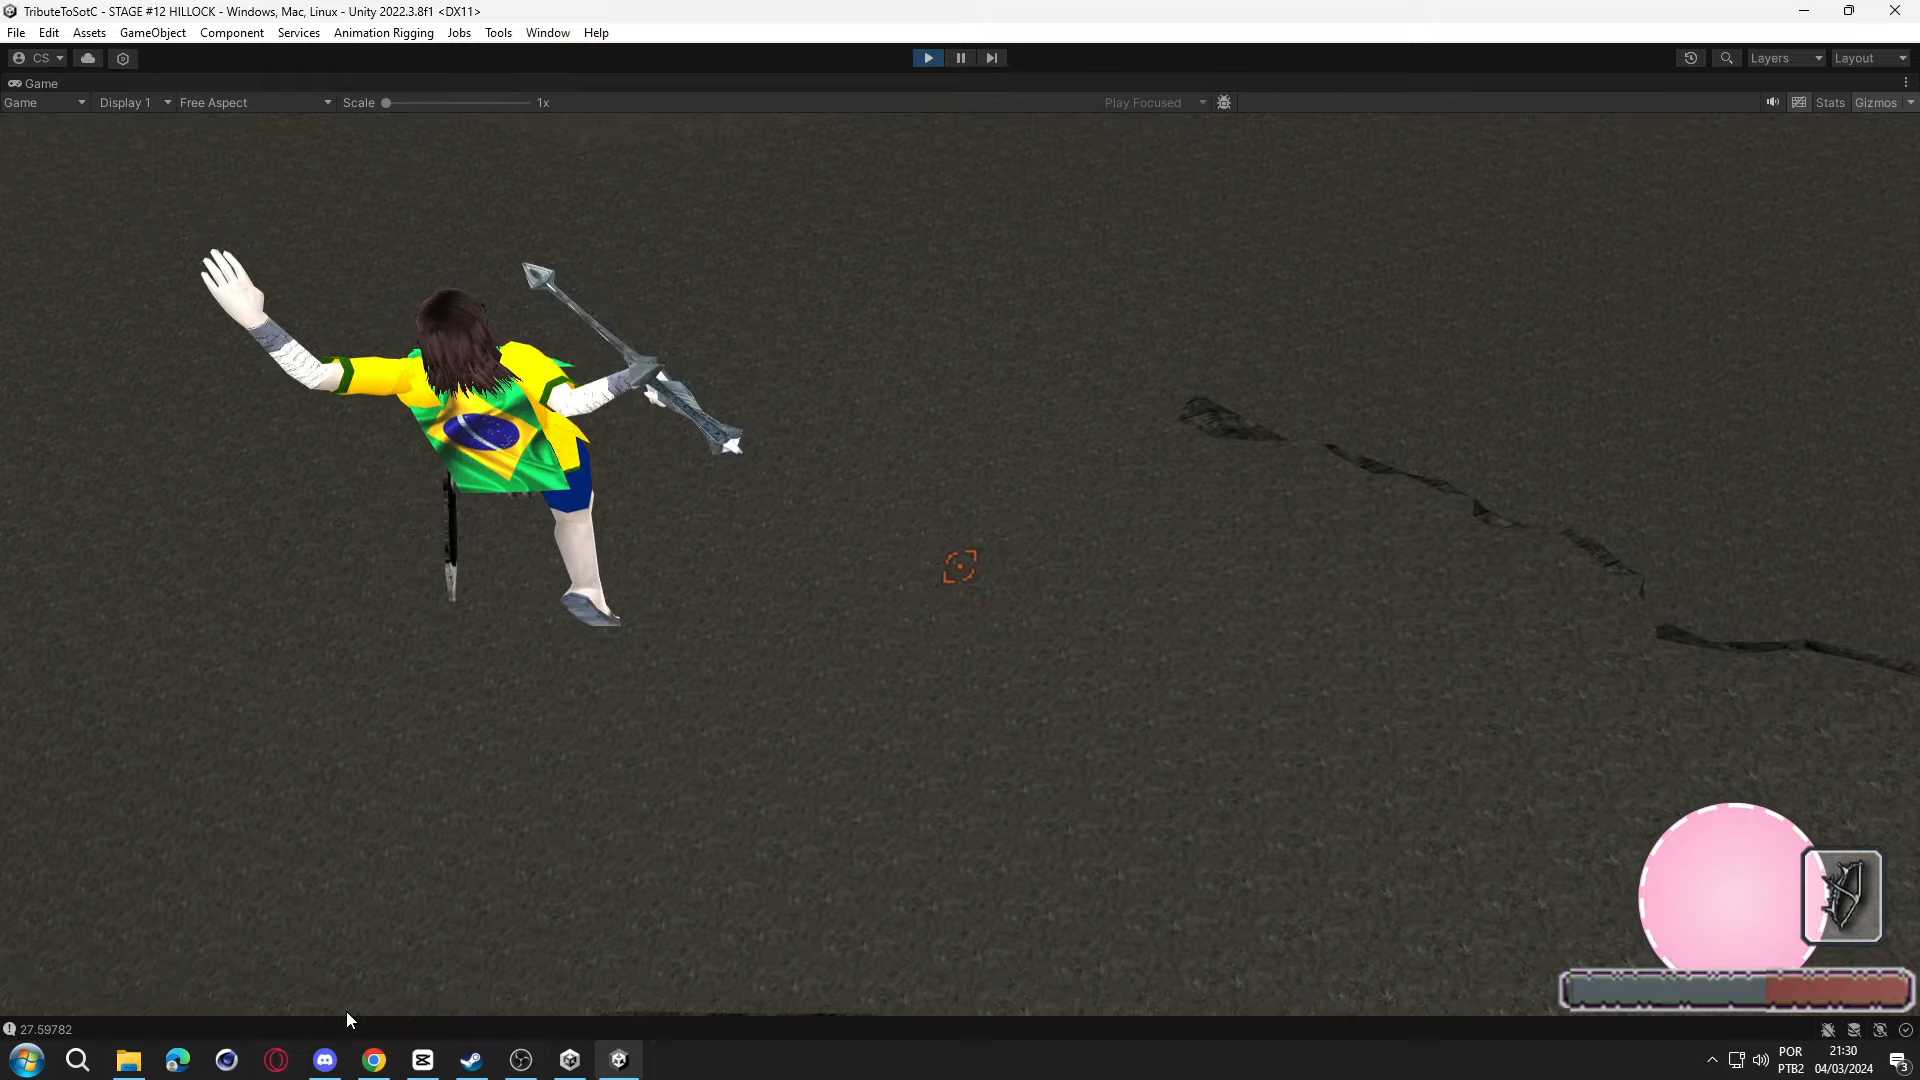 TributeToSotC - STAGE #12 HILLOCK - Windows, Mac, Linux - Unity 2022.3.8f1 <DX11>
File Edit Assets GameObject Component Services Animation Rigging Jobs Tools Window Help
CS Layers Layout
Game
Game Display 1 Free Aspect Scale 1x Play Focused Stats Gizmos
27.59782
POR 21:30
PTB2 04/03/2024 3